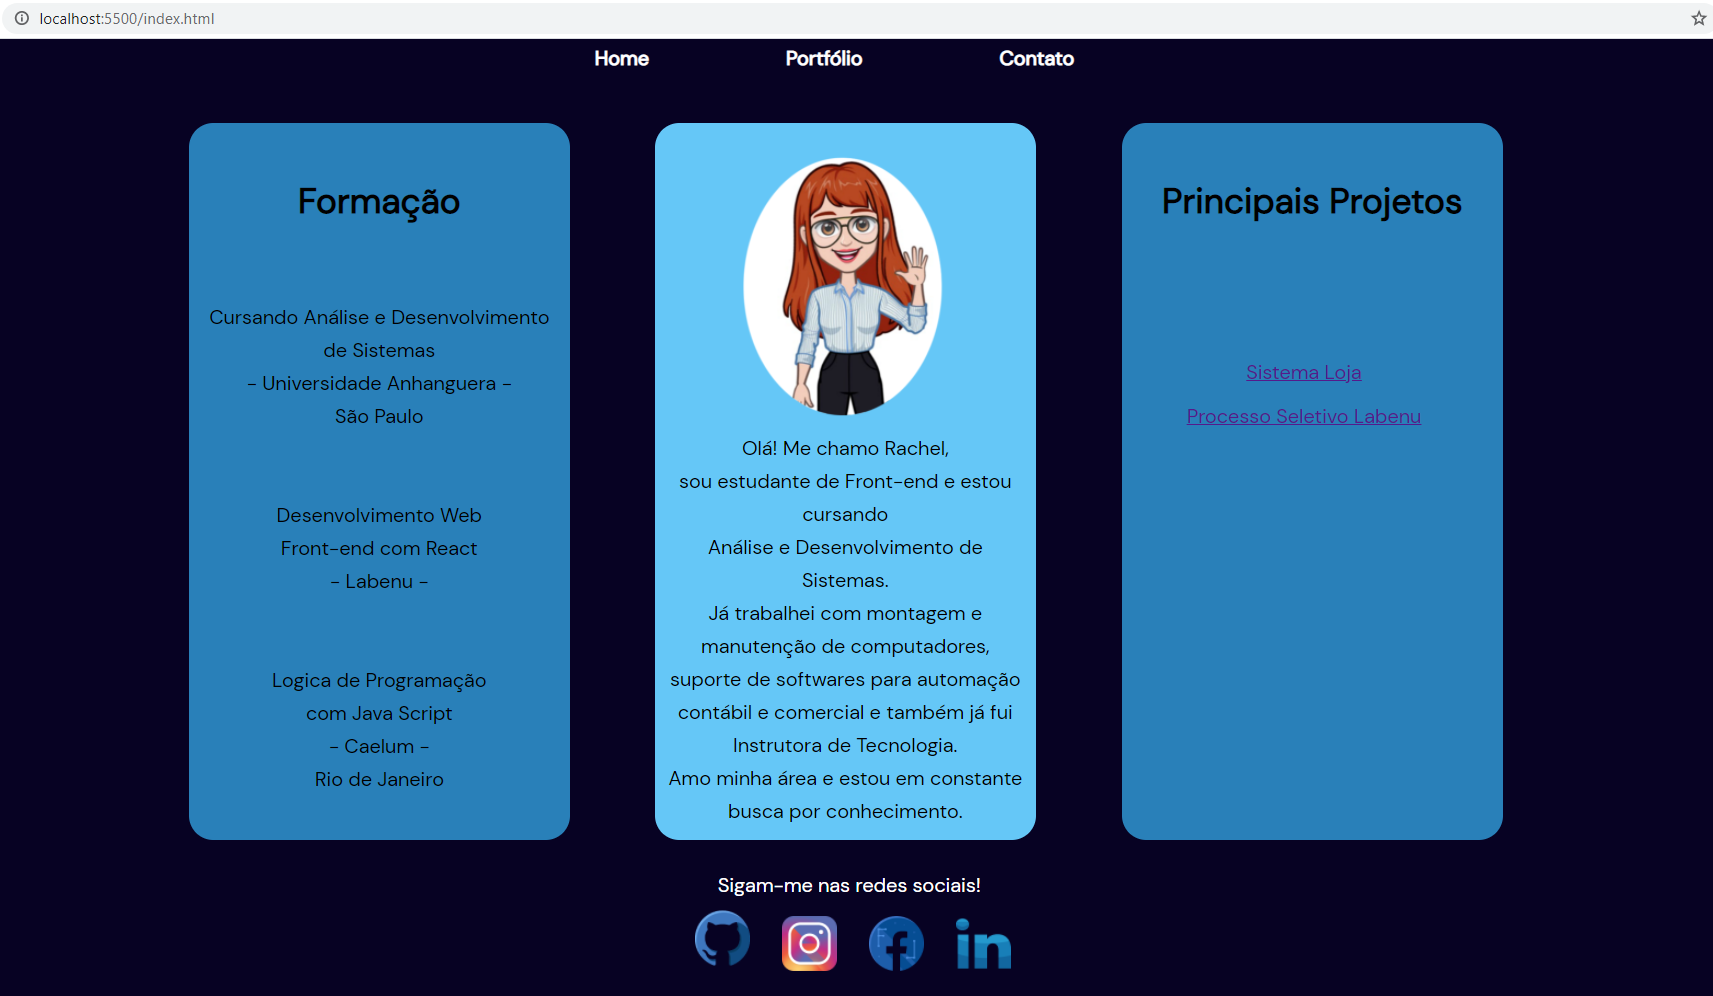 localhost:5500/index.html
Home Portfólio Contato
Formação
Cursando Análise e Desenvolvimento
de Sistemas
- Universidade Anhanguera -
São Paulo
Desenvolvimento Web
Front-end com React
- Labenu -
Logica de Programação
com Java Script
- Caelum -
Rio de Janeiro
Olá! Me chamo Rachel,
sou estudante de Front-end e estou
cursando
Análise e Desenvolvimento de
Sistemas.
Já trabalhei com montagem e
manutenção de computadores,
suporte de softwares para automação
contábil e comercial e também já fui
Instrutora de Tecnologia.
Amo minha área e estou em constante
busca por conhecimento.
Principais Projetos
Sistema Loja
Processo Seletivo Labenu
Sigam-me nas redes sociais!
in